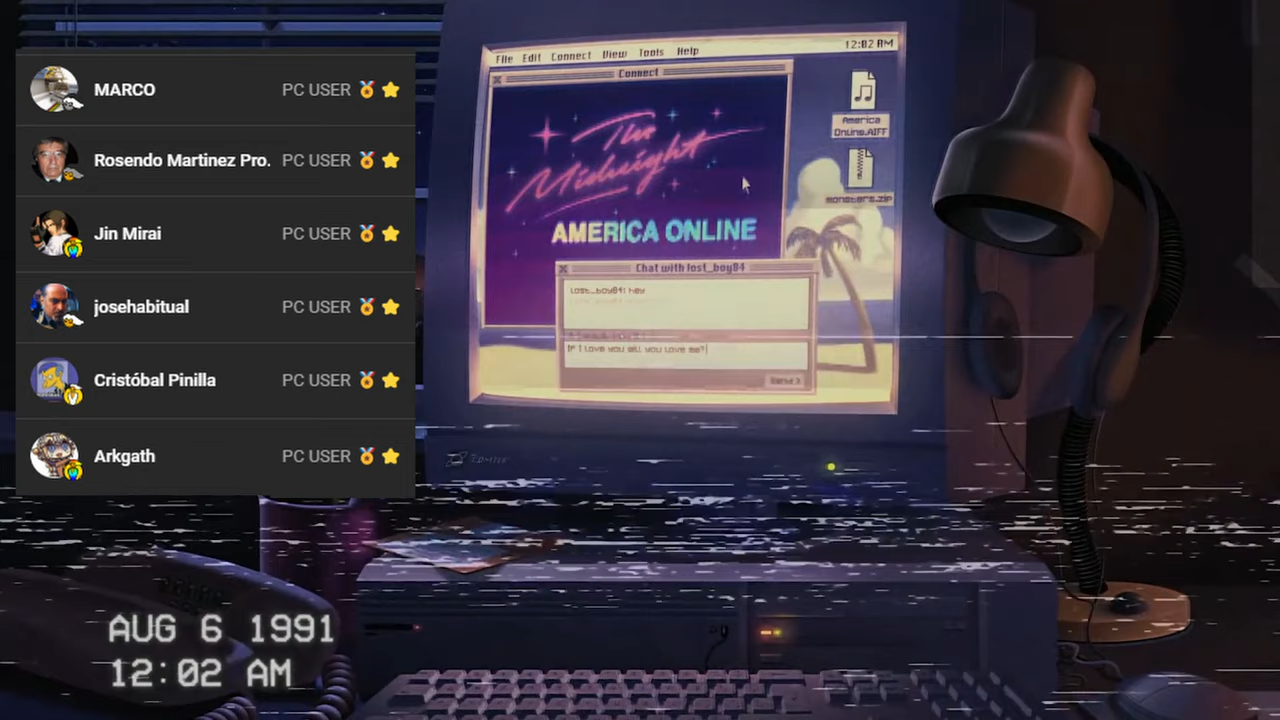 MARCO PC USER
Rosendo Martinez Pro. PC USER
Jin Mirai PC USER
josehabitual PC USER
Cristóbal Pinilla PC USER
Arkgath PC USER
File Edit Connect View Tools Help 12:02 AM
Connect
The
Midnight
AMERICA ONLINE
America
Online.AIFF
monsters.zip
Chat with lost_boy84
lost_boy84: hey
If I love you will you love me?
Send
AUG 6 1991
12:02 AM